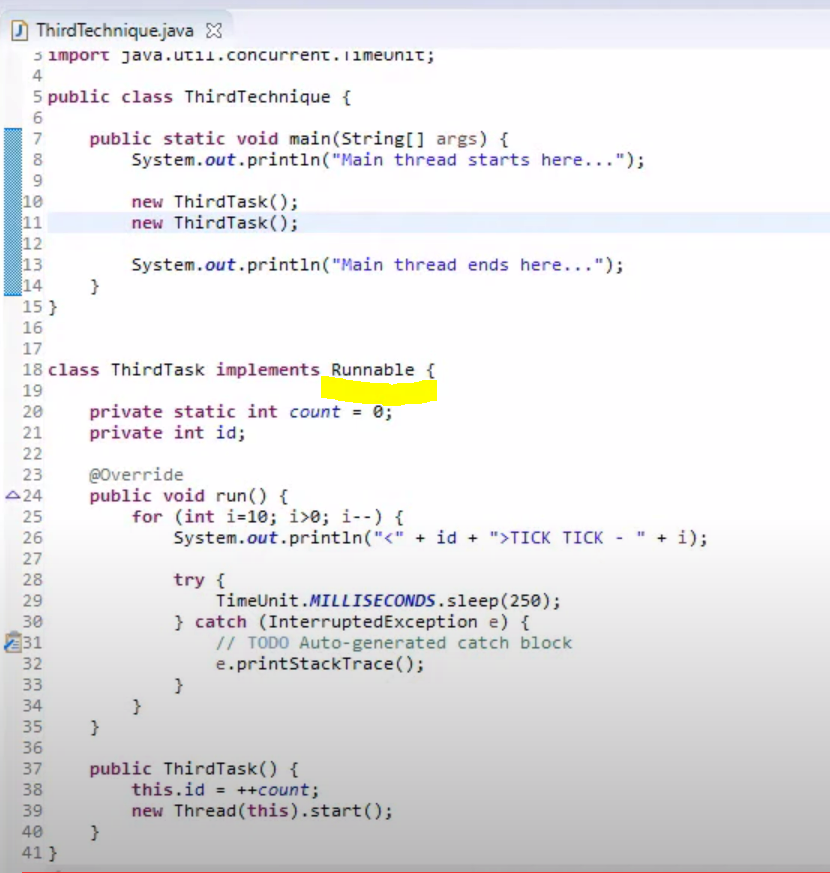 ThirdTechnique.java
3 import java.util.concurrent.TimeUnit;
4
5 public class ThirdTechnique {
6
7 public static void main(String[] args) {
8 System.out.println("Main thread starts here...");
9
10 new ThirdTask();
11 new ThirdTask();
12
13 System.out.println("Main thread ends here...");
14 }
15 }
16
17
18 class ThirdTask implements Runnable {
19
20 private static int count = 0;
21 private int id;
22
23 @Override
24 public void run() {
25 for (int i=10; i>0; i--) {
26 System.out.println("<" + id + ">TICK TICK - " + i);
27
28 try {
29 TimeUnit.MILLISECONDS.sleep(250);
30 } catch (InterruptedException e) {
31 // TODO Auto-generated catch block
32 e.printStackTrace();
33 }
34 }
35 }
36
37 public ThirdTask() {
38 this.id = ++count;
39 new Thread(this).start();
40 }
41 }